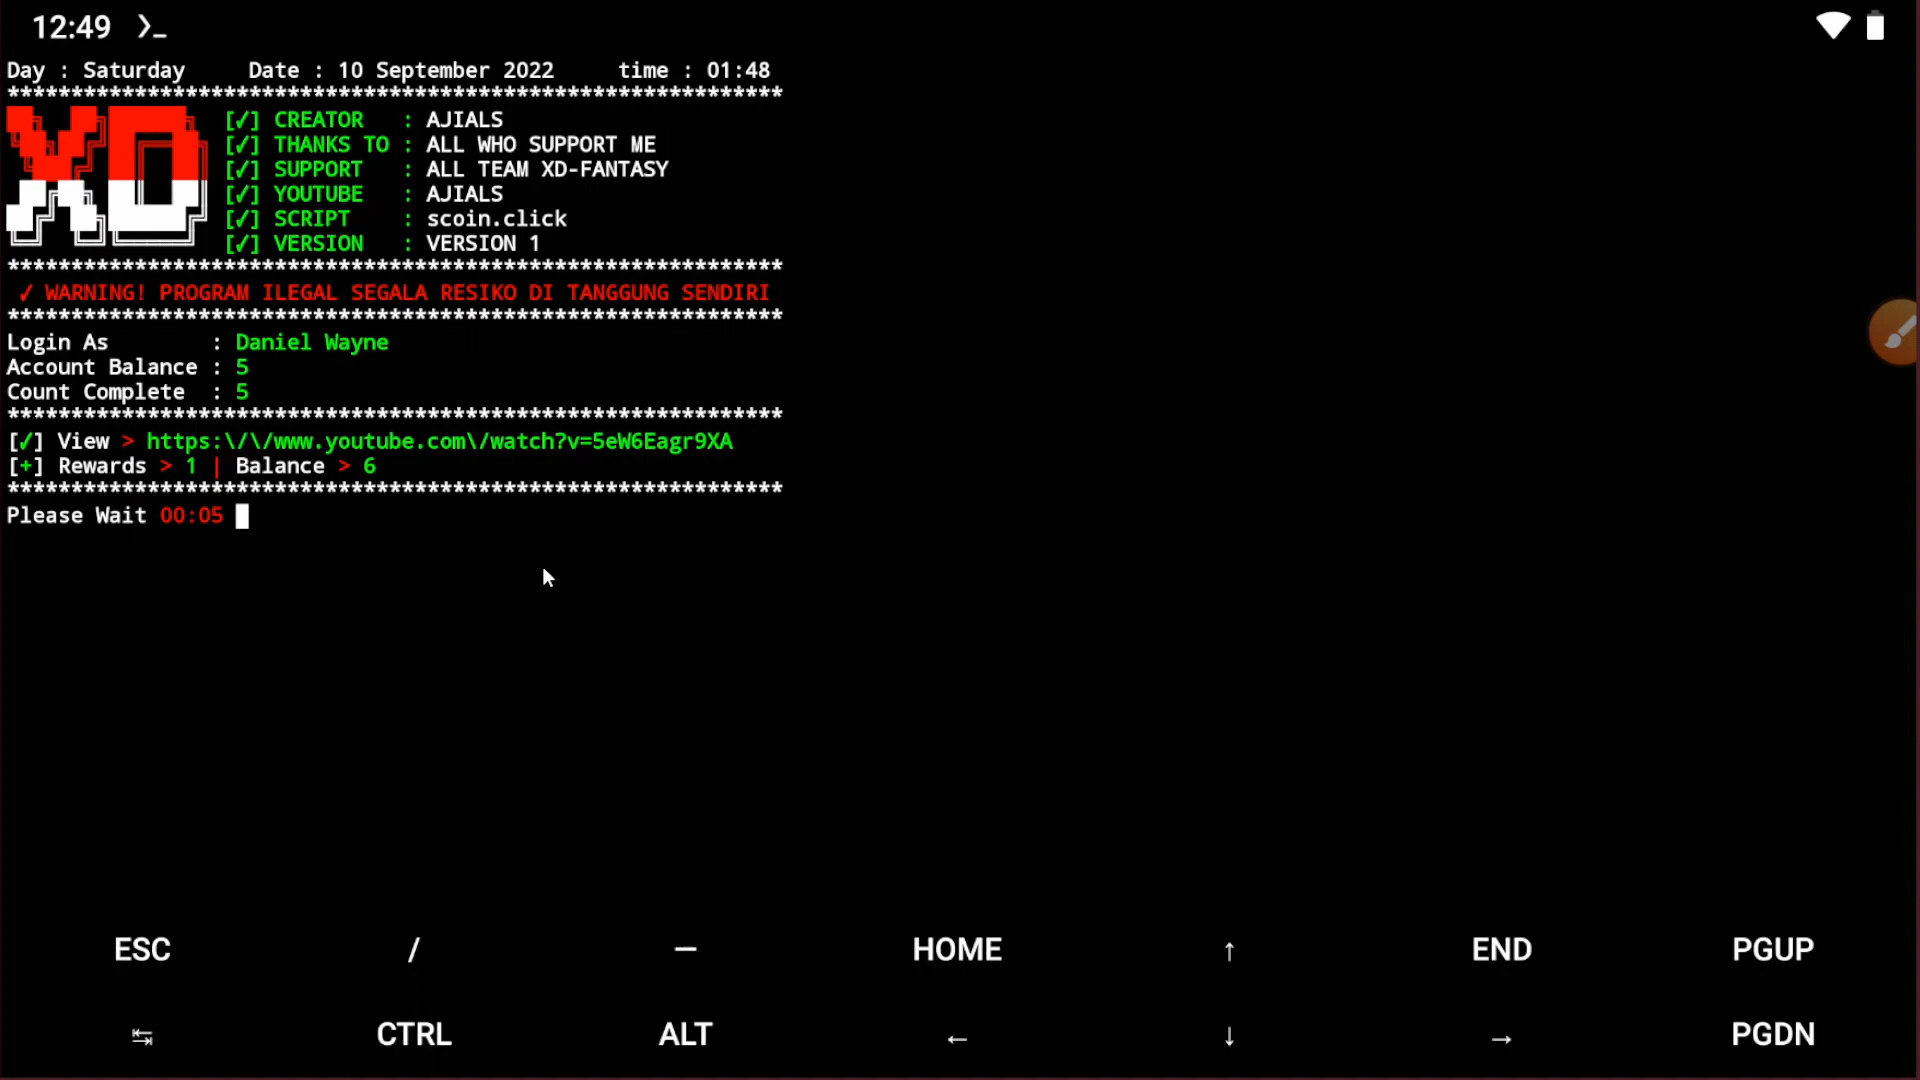 12:49 >_
Day : Saturday Date : 10 September 2022 time : 01:48
*************************************************************
XD
[✓] CREATOR : AJIALS
[✓] THANKS TO : ALL WHO SUPPORT ME
[✓] SUPPORT : ALL TEAM XD-FANTASY
[✓] YOUTUBE : AJIALS
[✓] SCRIPT : scoin.click
[✓] VERSION : VERSION 1
*************************************************************
✓ WARNING! PROGRAM ILEGAL SEGALA RESIKO DI TANGGUNG SENDIRI
*************************************************************
Login As : Daniel Wayne
Account Balance : 5
Count Complete : 5
*************************************************************
[✓] View > https:\/\/www.youtube.com\/watch?v=5eW6Eagr9XA
[+] Rewards > 1 | Balance > 6
*************************************************************
Please Wait 00:05
ESC / — HOME ↑ END PGUP
↹ CTRL ALT ← ↓ → PGDN